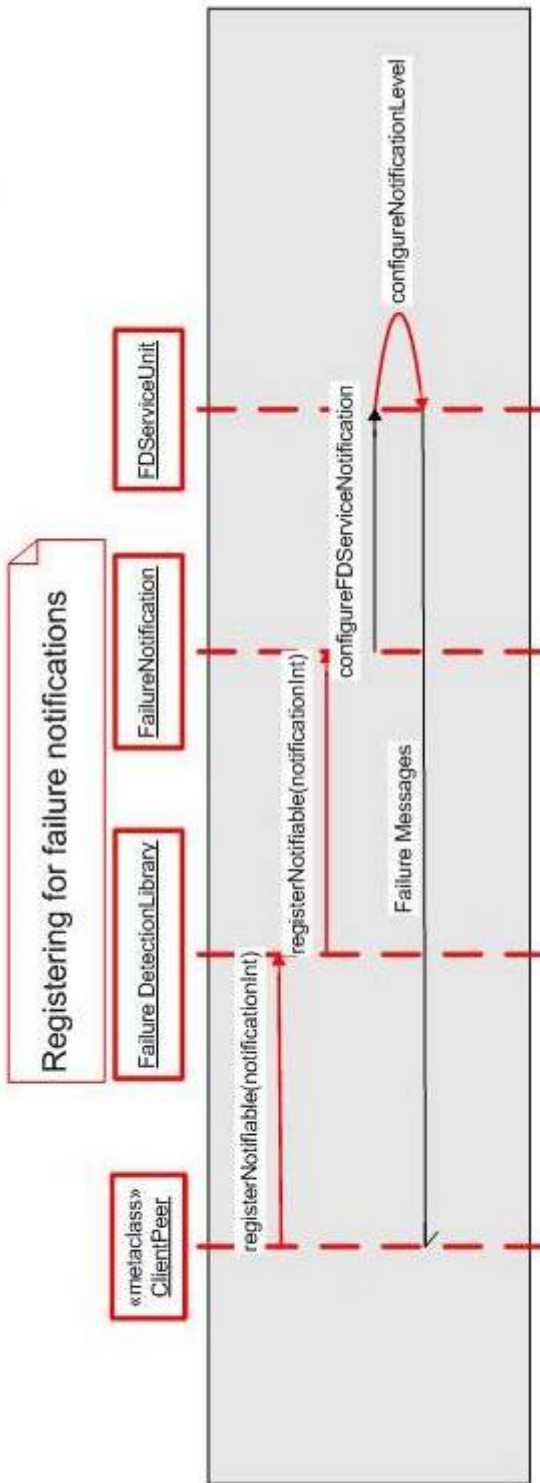 Registering for failure notifications
«metaclass»
ClientPeer
Failure DetectionLibrary
FailureNotification
FDServiceUnit
registerNotifiable(notificationInt)
registerNotifiable(notificationInt)
configureFDServiceNotification
configureNotificationLevel
Failure Messages